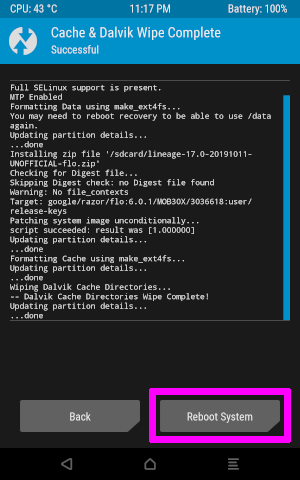 CPU: 43 °C 11:17 PM Battery: 100%
Cache & Dalvik Wipe Complete
Successful
Full SELinux support is present.
MTP Enabled
Formatting Data using make_ext4fs...
You may need to reboot recovery to be able to use /data
again.
Updating partition details...
...done
Installing zip file '/sdcard/lineage-17.0-20191011-
UNOFFICIAL-flo.zip'
Checking for Digest file...
Skipping Digest check: no Digest file found
Warning: No file_contexts
Target: google/razor/flo:6.0.1/MOB30X/3036618:user/
release-keys
Patching system image unconditionally...
script succeeded: result was [1.000000]
Updating partition details...
...done
Formatting Cache using make_ext4fs...
Updating partition details...
...done
Wiping Dalvik Cache Directories...
-- Dalvik Cache Directories Wipe Complete!
Updating partition details...
...done
Back Reboot System